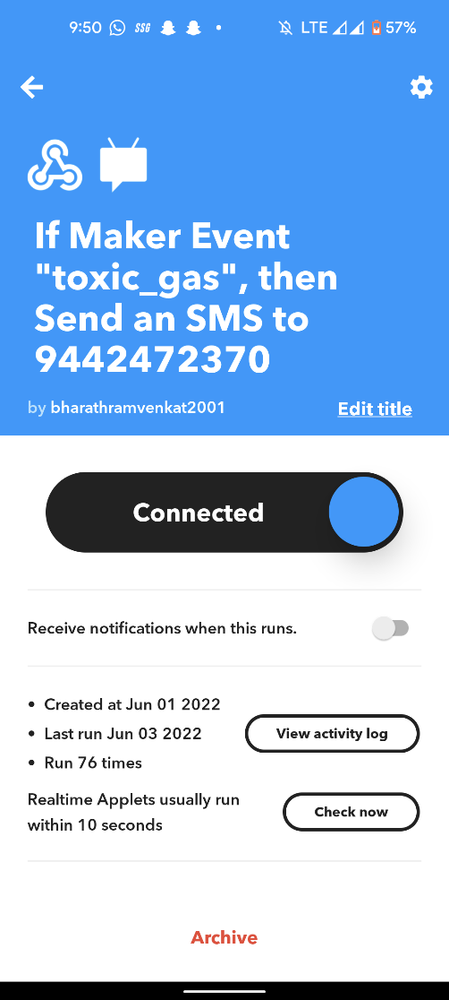 9:50 SSG LTE 57%
If Maker Event
"toxic_gas", then
Send an SMS to
9442472370
by bharathramvenkat2001 Edit title
Connected
Receive notifications when this runs.
• Created at Jun 01 2022
• Last run Jun 03 2022
View activity log
• Run 76 times
Realtime Applets usually run
within 10 seconds
Check now
Archive